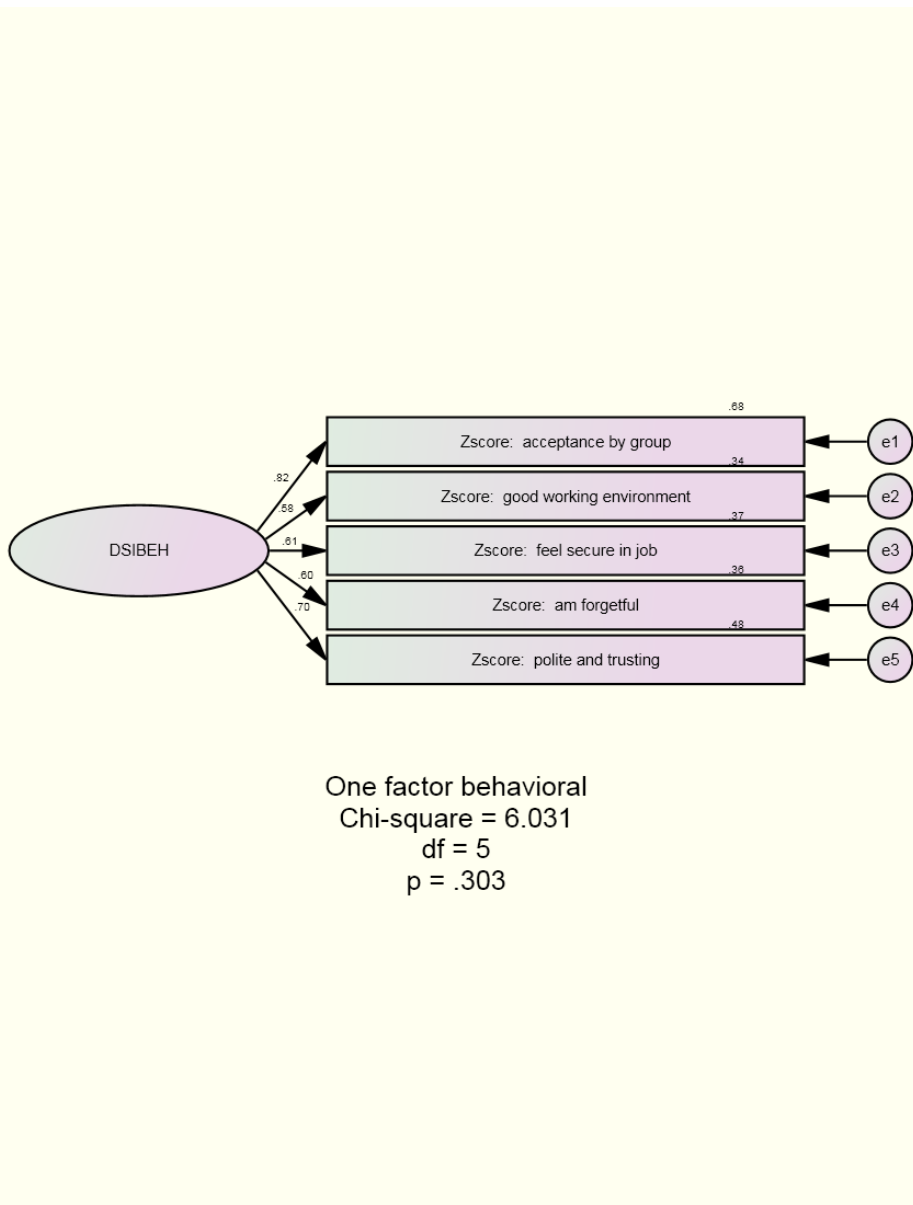 .68
Zscore: acceptance by group
e1
.82
.34
Zscore: good working environment
e2
.58
.37
DSIBEH
.61
Zscore: feel secure in job
e3
.36
.60
Zscore: am forgetful
e4
.70
.48
Zscore: polite and trusting
e5
One factor behavioral
Chi-square = 6.031
df = 5
p = .303